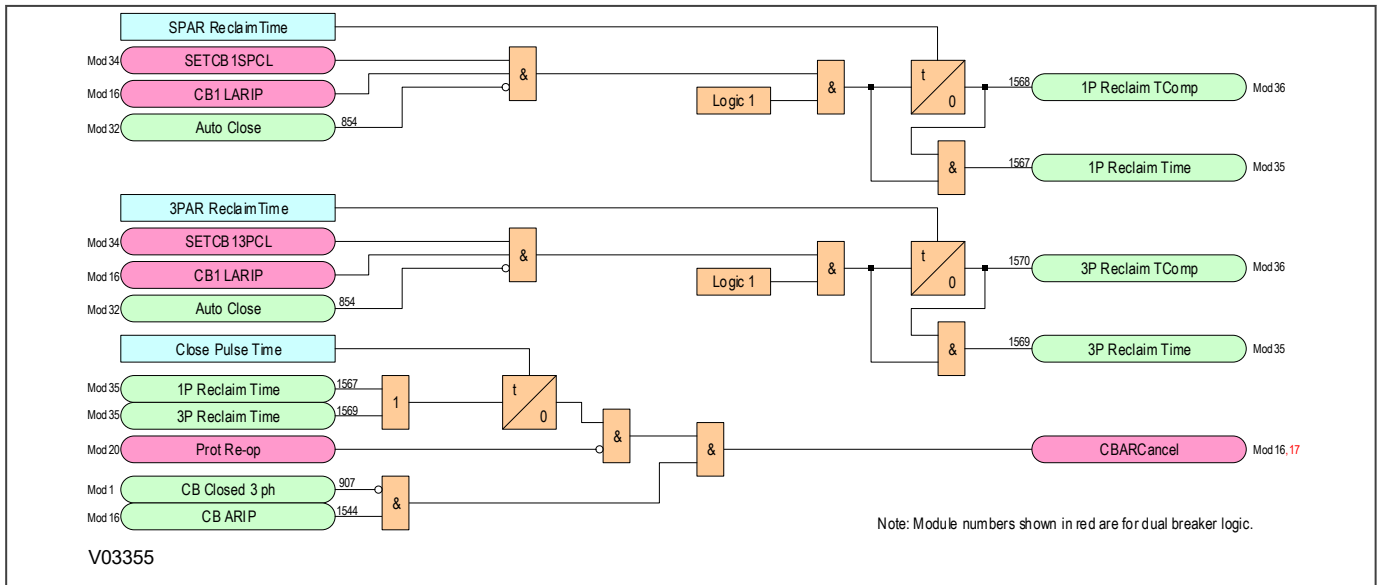 SPAR Reclaim Time
Mod 34 SETCB1SPCL
&
Mod 16 CB1 LARIP
Mod 32 Auto Close 854
Logic 1
&
t
0
1568 1P Reclaim TComp Mod 36
&
1567 1P Reclaim Time Mod 35
3PAR Reclaim Time
Mod 34 SETCB13PCL
&
Mod 16 CB1 LARIP
Mod 32 Auto Close 854
Logic 1
&
t
0
1570 3P Reclaim TComp Mod 36
&
1569 3P Reclaim Time Mod 35
Close Pulse Time
Mod 35 1P Reclaim Time 1567
Mod 35 3P Reclaim Time 1569
1
t
0
&
Mod 20 Prot Re-op
&
CBARCancel Mod 16,17
Mod 1 CB Closed 3 ph 907
&
Mod 16 CB ARIP 1544
Note: Module numbers shown in red are for dual breaker logic.
V03355